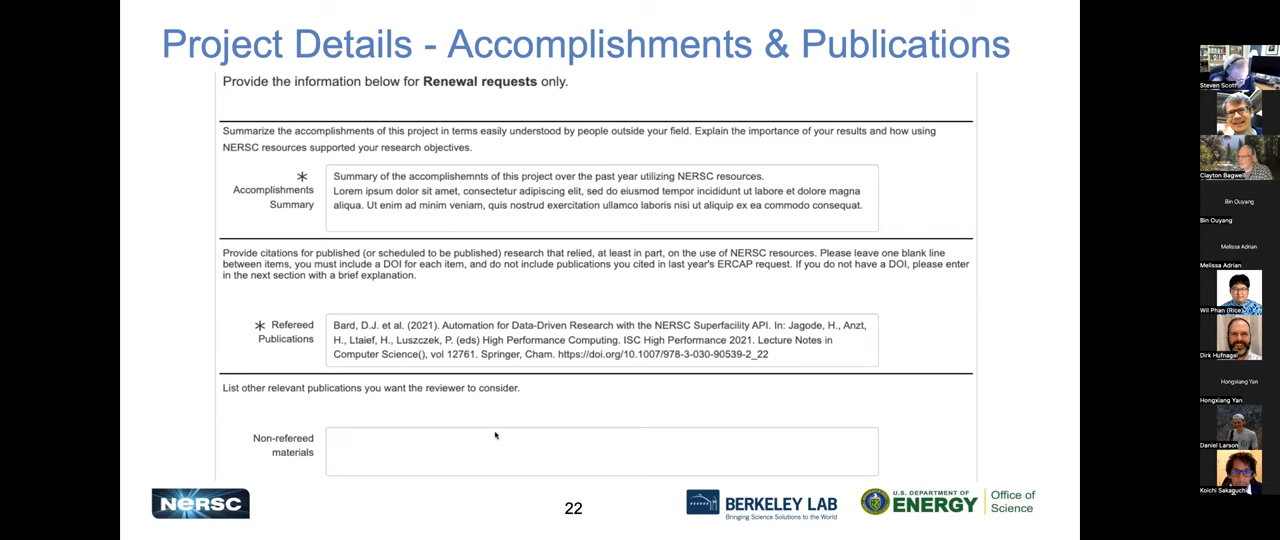 Project Details - Accomplishments & Publications
Provide the information below for Renewal requests only.
Summarize the accomplishments of this project in terms easily understood by people outside your field. Explain the importance of your results and how using
NERSC resources supported your research objectives.
Accomplishments
Summary
Summary of the accomplishemnts of this project over the past year utilizing NERSC resources.
Lorem ipsum dolor sit amet, consectetur adipiscing elit, sed do eiusmod tempor incididunt ut labore et dolore magna
aliqua. Ut enim ad minim veniam, quis nostrud exercitation ullamco laboris nisi ut aliquip ex ea commodo consequat.
Provide citations for published (or scheduled to be published) research that relied, at least in part, on the use of NERSC resources. Please leave one blank line
between items, you must include a DOI for each item, and do not include publications you cited in last year's ERCAP request. If you do not have a DOI, please enter
in the next section with a brief explanation.
Refereed
Publications
Bard, D.J. et al. (2021). Automation for Data-Driven Research with the NERSC Superfacility API. In: Jagode, H., Anzt,
H., Ltaief, H., Luszczek, P. (eds) High Performance Computing. ISC High Performance 2021. Lecture Notes in
Computer Science(), vol 12761. Springer, Cham. https://doi.org/10.1007/978-3-030-90539-2_22
List other relevant publications you want the reviewer to consider.
Non-refereed
materials
NERSC
22
BERKELEY LAB
Bringing Science Solutions to the World
U.S. DEPARTMENT OF
ENERGY
Office of
Science
Steven Scott
Clayton Bagwell
Bin Ouyang
Bin Ouyang
Melissa Adrian
Melissa Adrian
Wil Phan (Rice)
Dirk Hufnagel
Hongxiang Yan
Hongxiang Yan
Daniel Larson
Koichi Sakaguchi